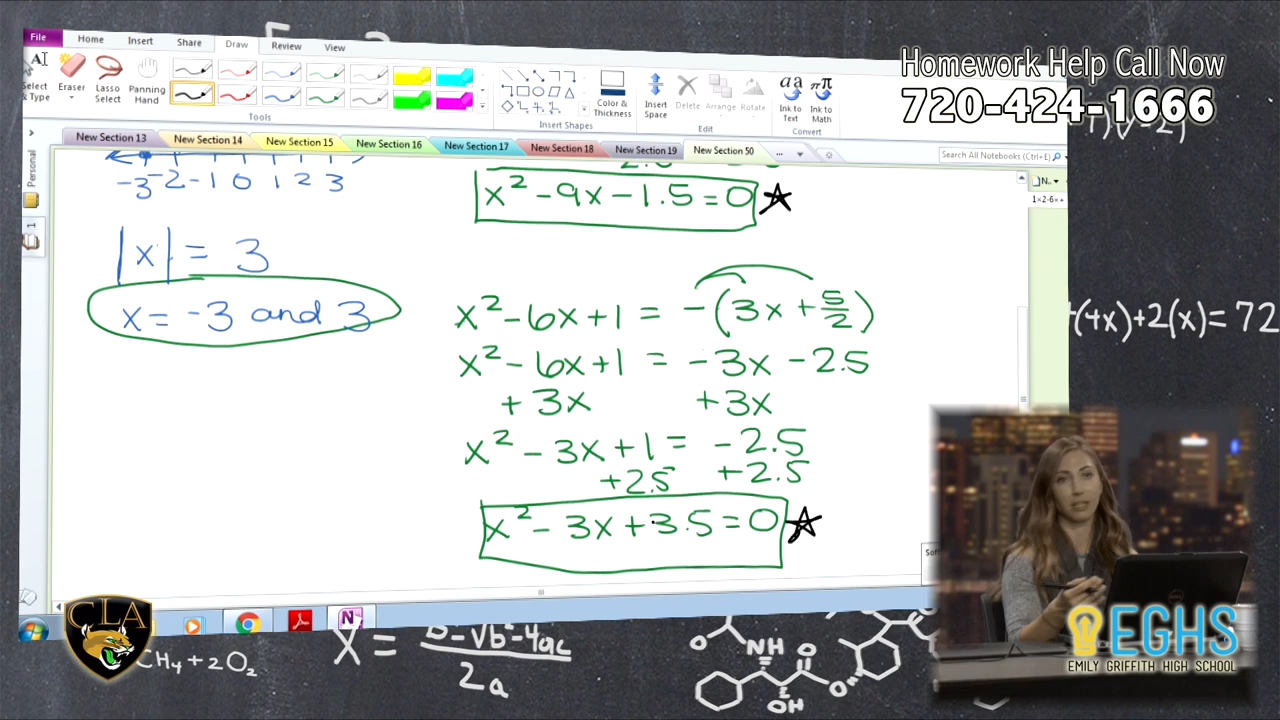 Homework Help Call Now
720-424-1666
File Home Insert Share Draw Review View
Select & Type
Eraser
Lasso Select
Panning Hand
Color & Thickness
Insert Space
Delete
Arrange
Rotate
Ink to Text
Ink to Math
Tools
Insert Shapes
Edit
Convert
New Section 13 New Section 14 New Section 15 New Section 16 New Section 17 New Section 18 New Section 19 New Section 50 ...
Search All Notebooks (Ctrl+E)
Personal
-3 -2 -1 0 1 2 3
x² - 9x - 1.5 = 0
|x| = 3
x = -3 and 3
x² - 6x + 1 = -(3x + 5/2)
x² - 6x + 1 = -3x - 2.5
+ 3x + 3x
x² - 3x + 1 = -2.5
+2.5 +2.5
x² - 3x + 3.5 = 0
(4x)+2(x)=72
CLA
CH₄ + 2O₂
X = b-√b²-4ac
2a
NH
O
O
O
OH
EGHS
EMILY GRIFFITH HIGH SCHOOL